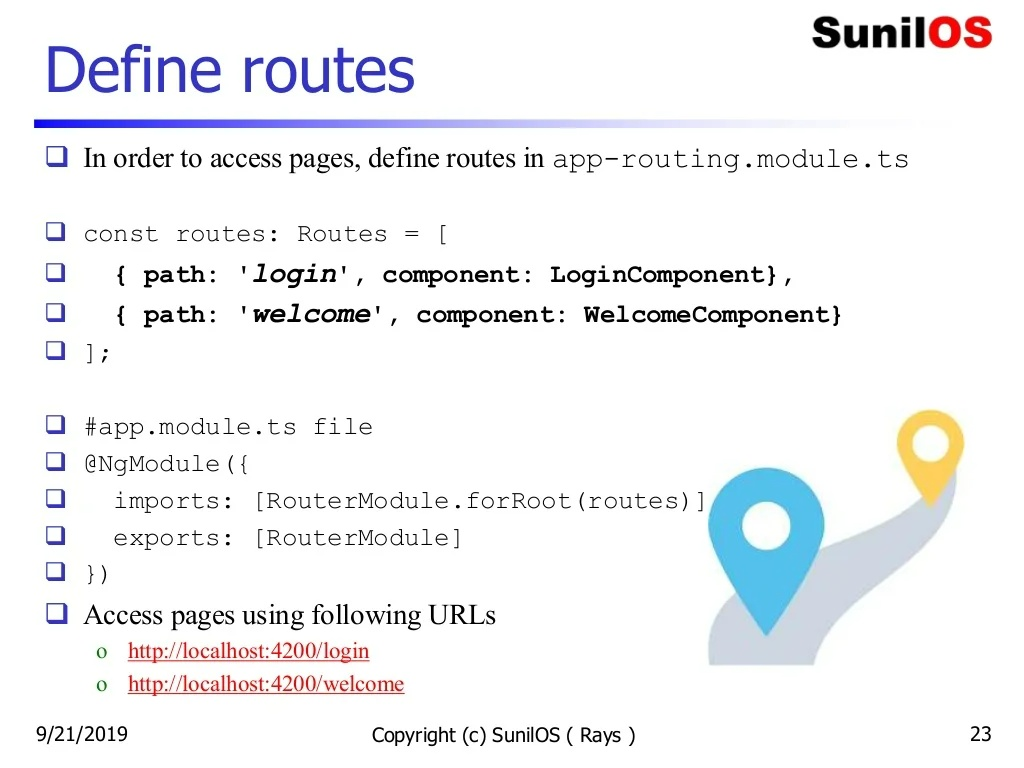 SunilOS
Define routes
In order to access pages, define routes in app-routing.module.ts
const routes: Routes = [
{ path: 'login', component: LoginComponent},
{ path: 'welcome', component: WelcomeComponent}
];
#app.module.ts file
@NgModule({
imports: [RouterModule.forRoot(routes)]
exports: [RouterModule]
})
Access pages using following URLs
o http://localhost:4200/login
o http://localhost:4200/welcome
9/21/2019 Copyright (c) SunilOS ( Rays ) 23